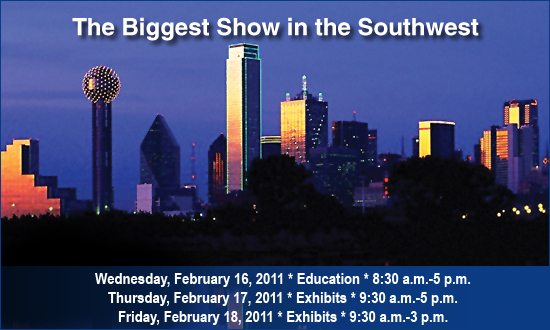 The Biggest Show in the Southwest
Wednesday, February 16, 2011 * Education * 8:30 a.m.-5 p.m.
Thursday, February 17, 2011 * Exhibits * 9:30 a.m.-5 p.m.
Friday, February 18, 2011 * Exhibits * 9:30 a.m.-3 p.m.